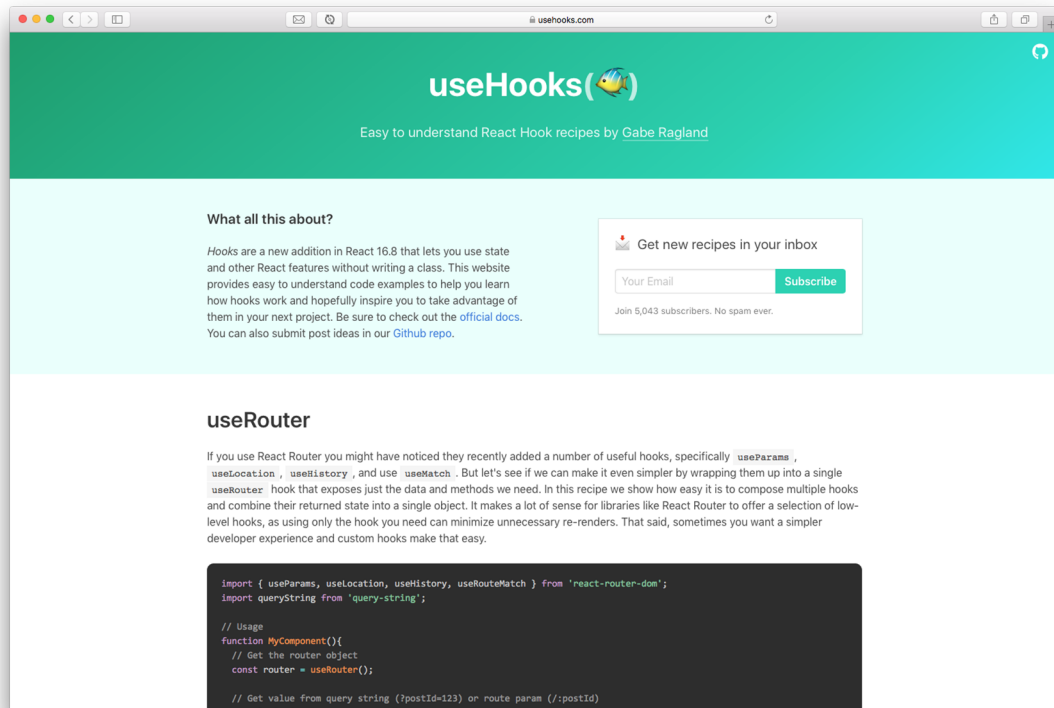 usehooks.com
useHooks(🐠)
Easy to understand React Hook recipes by Gabe Ragland
What all this about?
Hooks are a new addition in React 16.8 that lets you use state
and other React features without writing a class. This website
provides easy to understand code examples to help you learn
how hooks work and hopefully inspire you to take advantage of
them in your next project. Be sure to check out the official docs.
You can also submit post ideas in our Github repo.
Get new recipes in your inbox
Your Email
Subscribe
Join 5,043 subscribers. No spam ever.
useRouter
If you use React Router you might have noticed they recently added a number of useful hooks, specifically useParams ,
useLocation , useHistory , and use useMatch . But let's see if we can make it even simpler by wrapping them up into a single
useRouter hook that exposes just the data and methods we need. In this recipe we show how easy it is to compose multiple hooks
and combine their returned state into a single object. It makes a lot of sense for libraries like React Router to offer a selection of low-
level hooks, as using only the hook you need can minimize unnecessary re-renders. That said, sometimes you want a simpler
developer experience and custom hooks make that easy.
import { useParams, useLocation, useHistory, useRouteMatch } from 'react-router-dom';
import queryString from 'query-string';
// Usage
function MyComponent(){
// Get the router object
const router = useRouter();
// Get value from query string (?postId=123) or route param (/:postId)